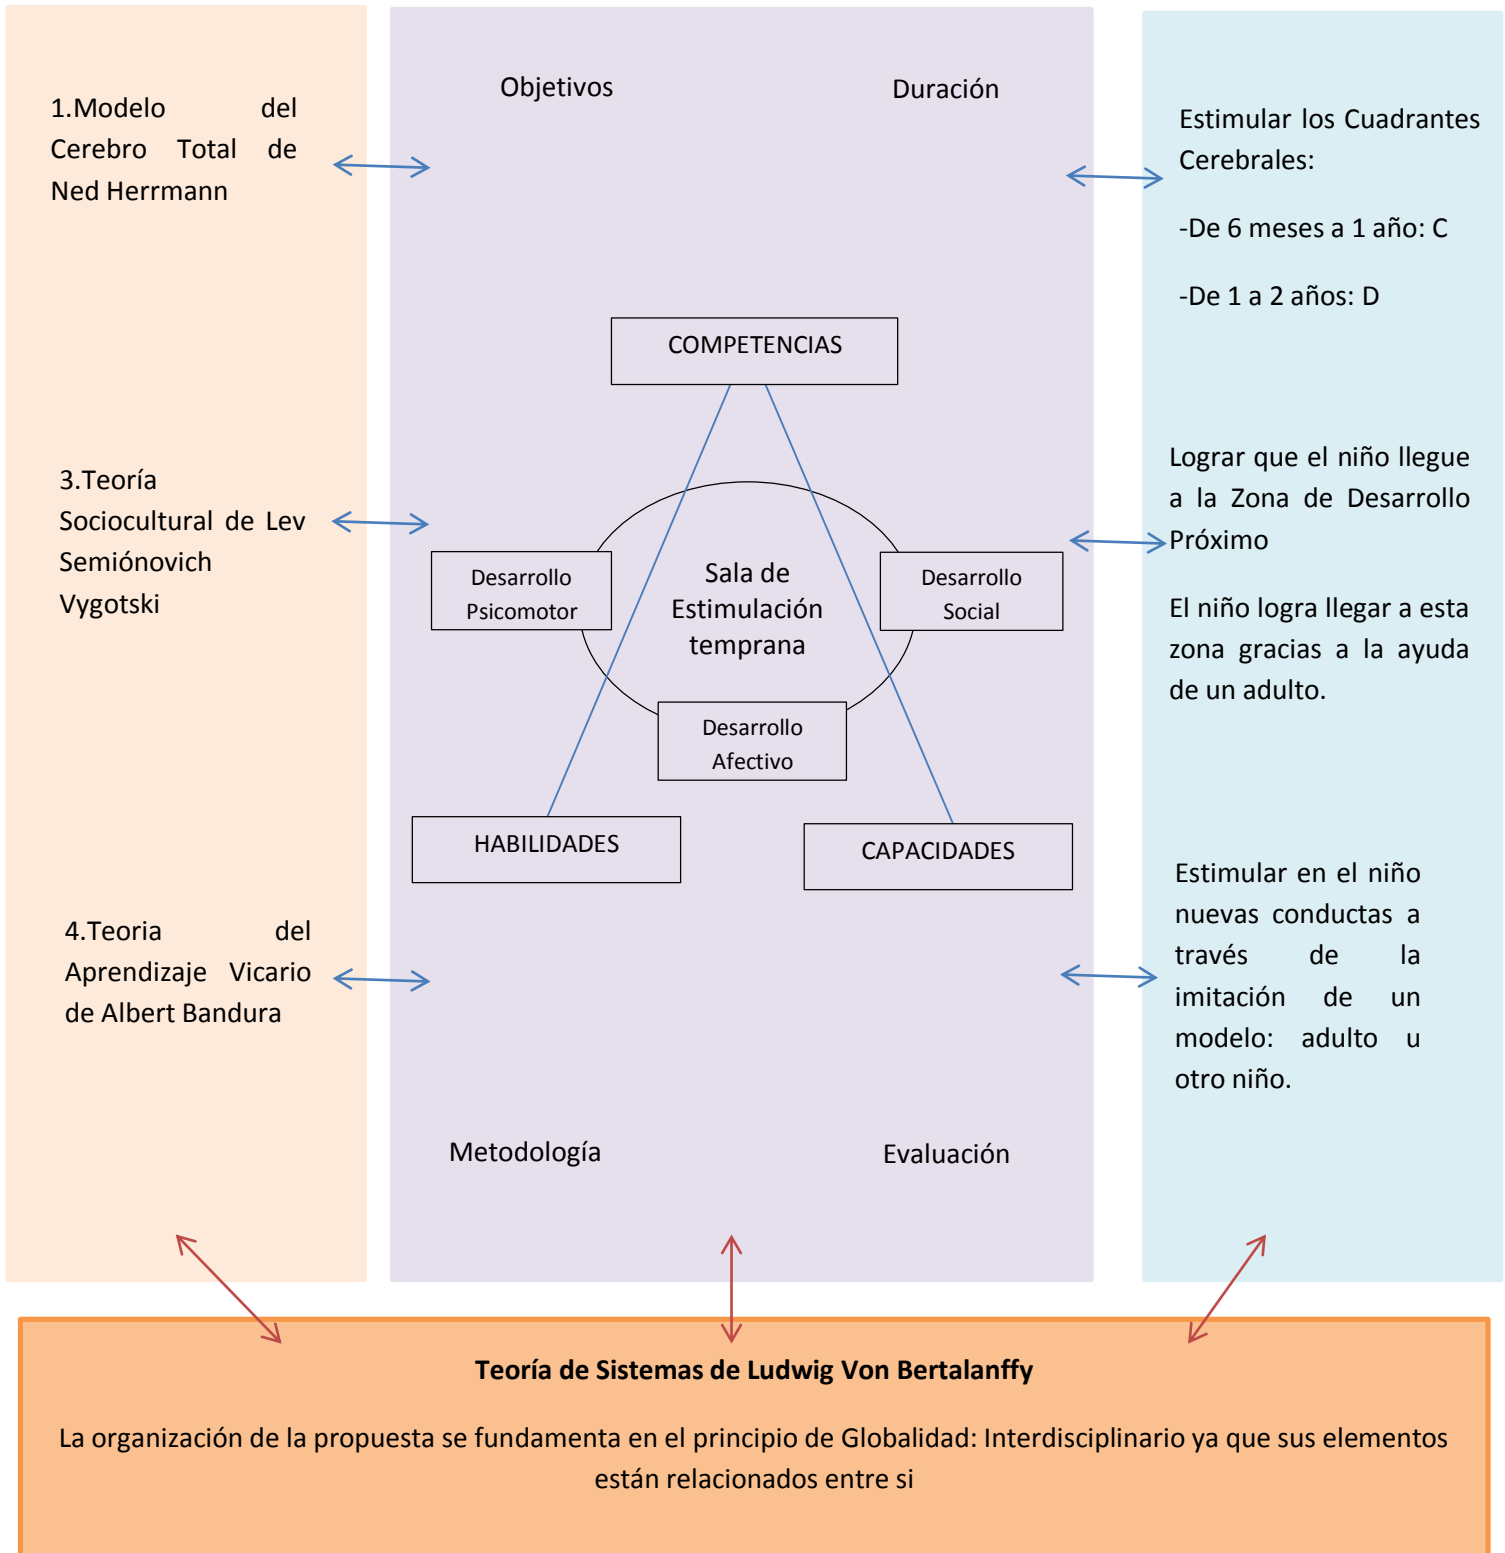 1.Modelo del
Cerebro Total de
Ned Herrmann
3.Teoría
Sociocultural de Lev
Semiónovich
Vygotski
4.Teoria del
Aprendizaje Vicario
de Albert Bandura
Objetivos
Duración
COMPETENCIAS
Desarrollo
Psicomotor
Sala de
Estimulación
temprana
Desarrollo
Social
Desarrollo
Afectivo
HABILIDADES
CAPACIDADES
Metodología
Evaluación
Estimular los Cuadrantes
Cerebrales:
-De 6 meses a 1 año: C
-De 1 a 2 años: D
Lograr que el niño llegue
a la Zona de Desarrollo
Próximo
El niño logra llegar a esta
zona gracias a la ayuda
de un adulto.
Estimular en el niño
nuevas conductas a
través de la
imitación de un
modelo: adulto u
otro niño.
Teoría de Sistemas de Ludwig Von Bertalanffy
La organización de la propuesta se fundamenta en el principio de Globalidad: Interdisciplinario ya que sus elementos
están relacionados entre si